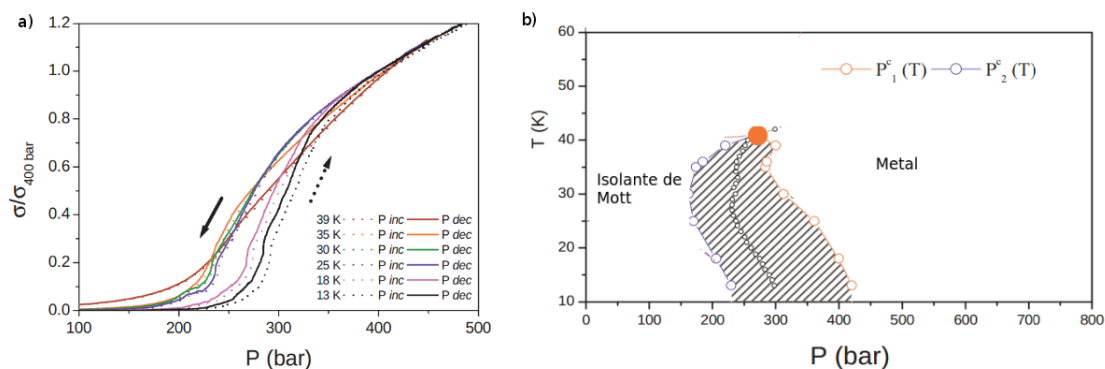 a)
1.2
1.0
0.8
0.6
0.4
0.2
0.0
σ/σ400 bar
39 K P inc P dec
35 K P inc P dec
30 K P inc P dec
25 K P inc P dec
18 K P inc P dec
13 K P inc P dec
100 200 300 400 500
P (bar)
b)
60
50
40
30
20
10
T (K)
P₁ᶜ (T) P₂ᶜ (T)
Isolante de
Mott
Metal
0 100 200 300 400 500 600 700 800
P (bar)